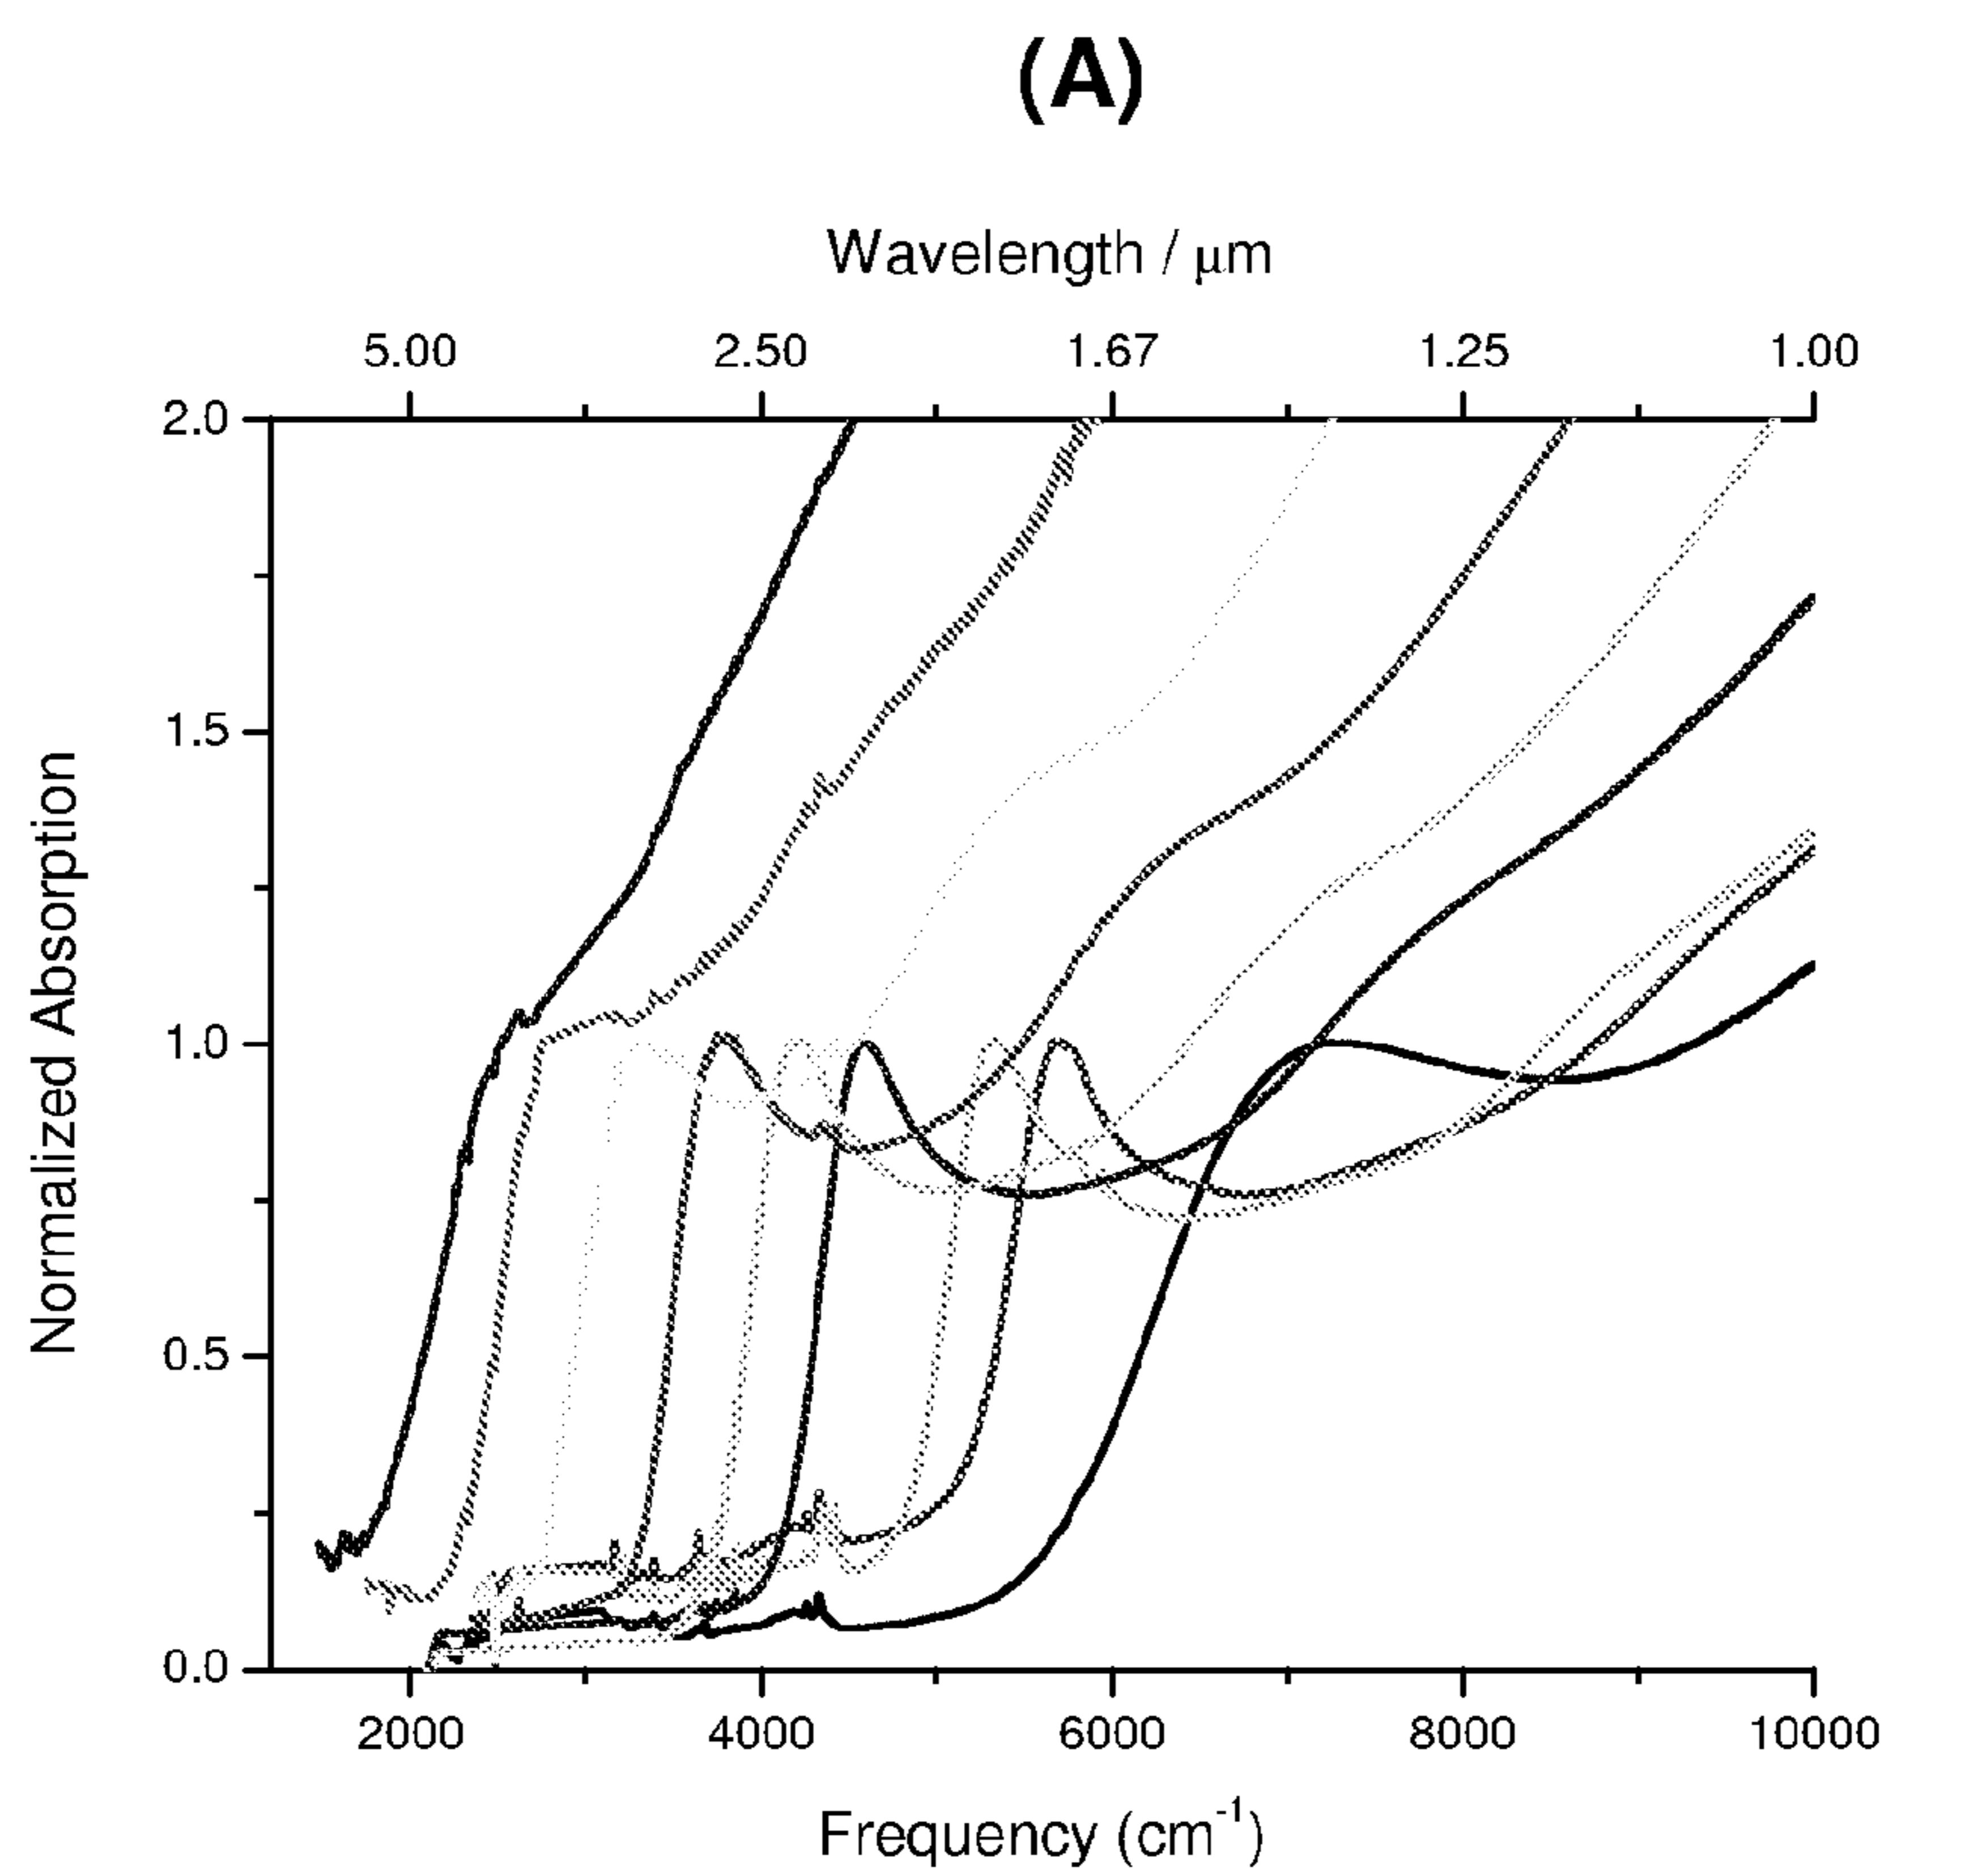 (A)
Wavelength / μm
5.00 2.50 1.67 1.25 1.00
2.0
1.5
1.0
0.5
0.0
Normalized Absorption
2000 4000 6000 8000 10000
Frequency (cm⁻¹)